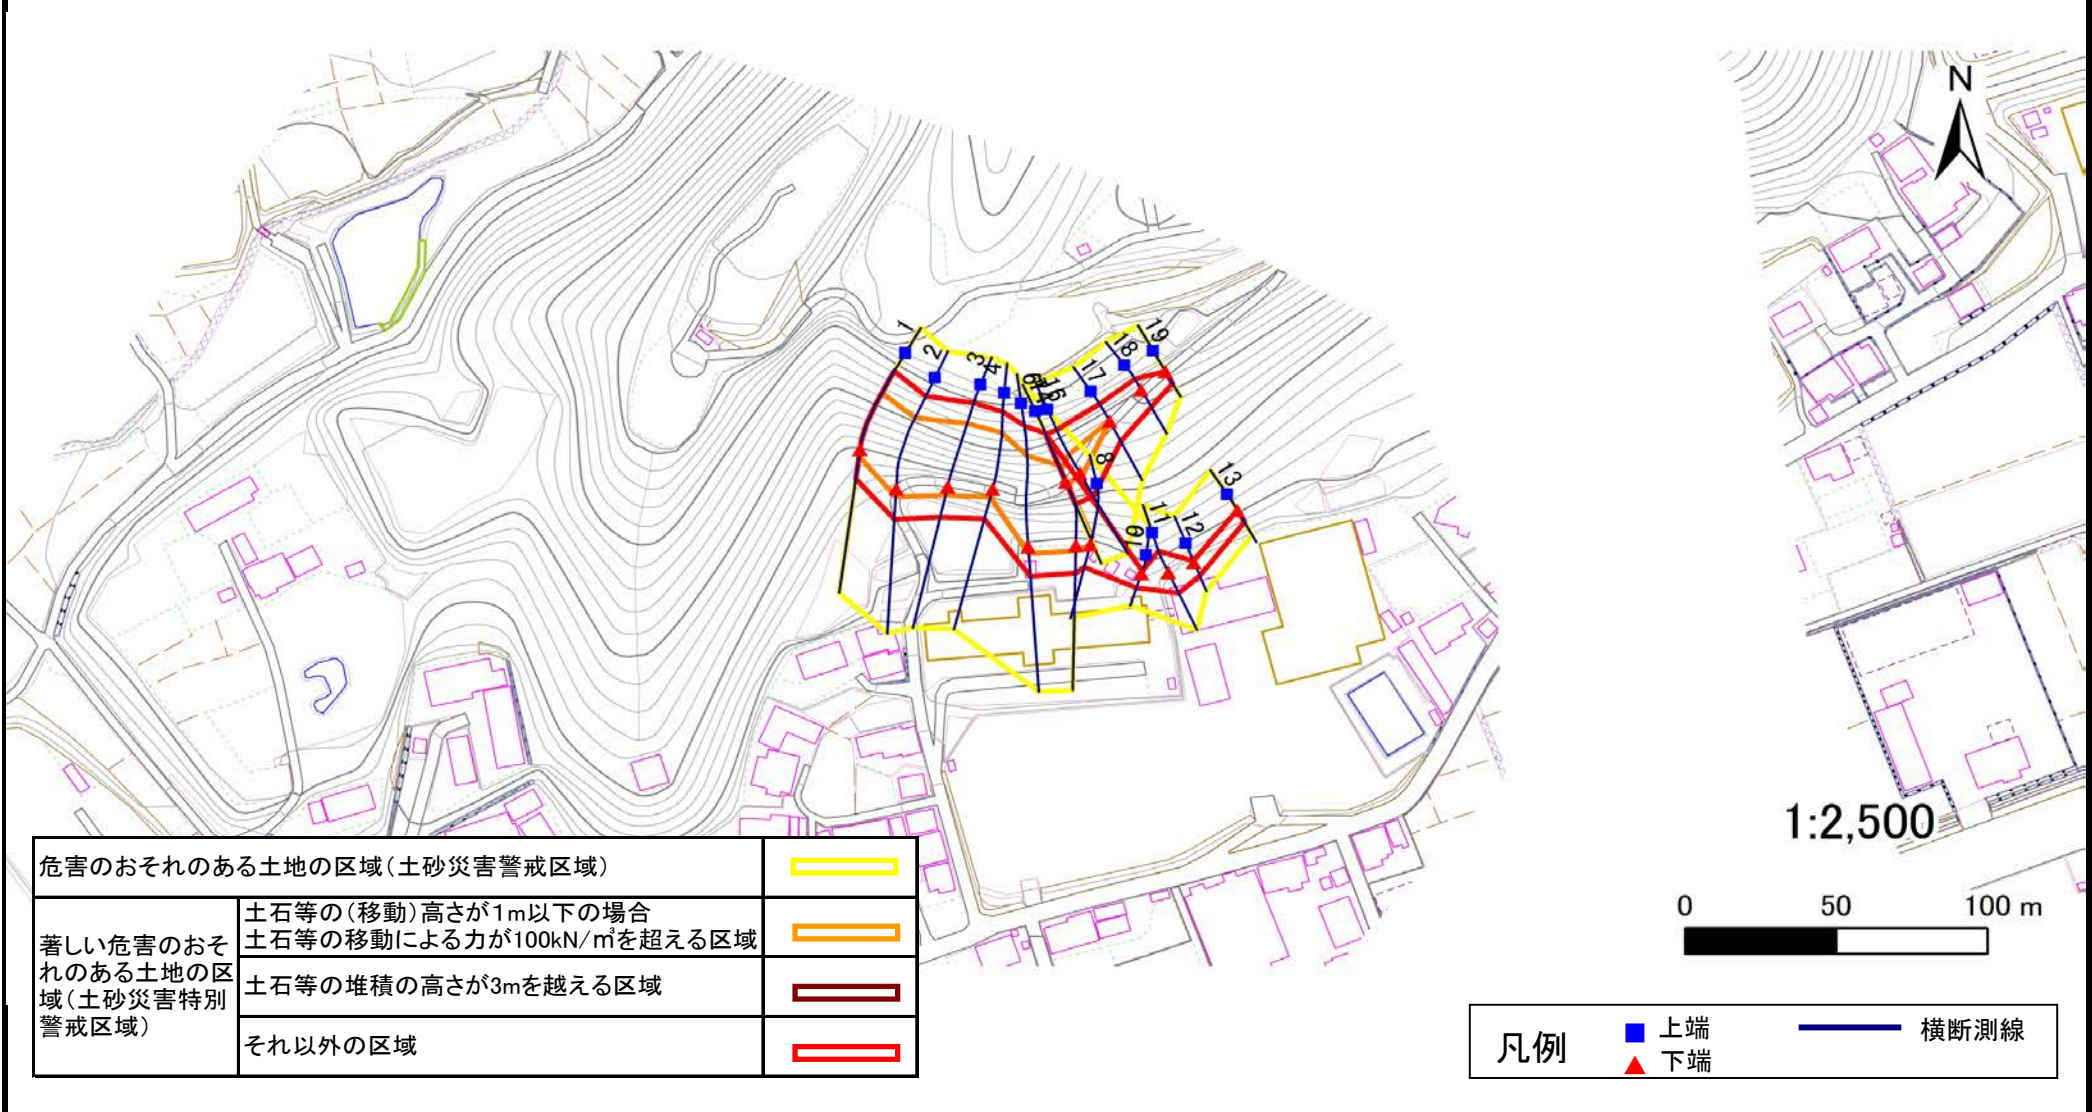 N
1
2
3
4
6
15
17
18
19
8
13
11
12
10
1:2,500
0 50 100 m
危害のおそれのある土地の区域(土砂災害警戒区域)
著しい危害のおそ
れのある土地の区
域(土砂災害特別
警戒区域)
土石等の(移動)高さが1m以下の場合
土石等の移動による力が100kN/㎡を超える区域
土石等の堆積の高さが3mを越える区域
それ以外の区域
凡例
上端
下端
横断測線